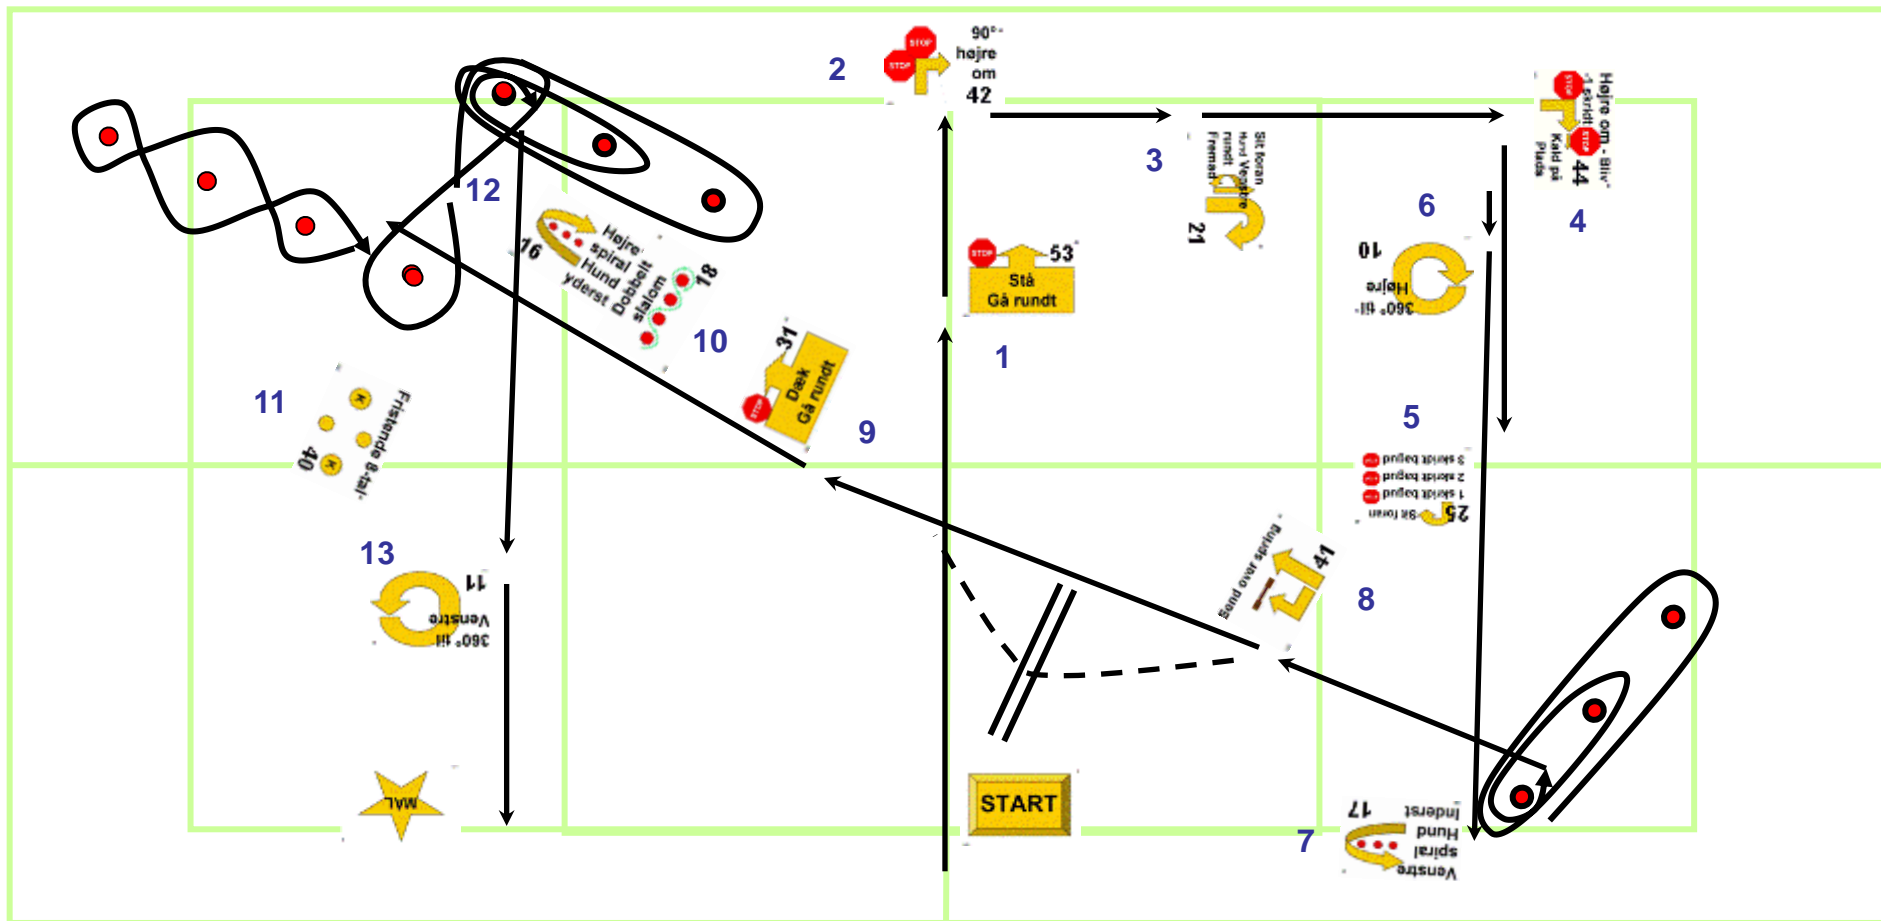 2
STOP
STOP
90°-
højre
om
42
STOP
Højre om - Bliv"
-1 skridt
STOP
Kald på
Plads
44
4
3
Sit foran
Hund Venstre
rundt
Fremad
21
6
10
360° til
Højre
12
16
Højre
spiral
Hund
yderst
Dobbelt
slalom
18
10
STOP
53
Stå
Gå rundt
1
STOP
31
Dæk
Gå rundt
9
11
K
K
40
Fristende 8-tal
5
25
Sit foran
1 skridt bagud
2 skridt bagud
3 skridt bagud
13
11
360° til
Venstre
Send over spring
41
8
MÅL
START
7
17
Venstre
spiral
Hund
Inderst